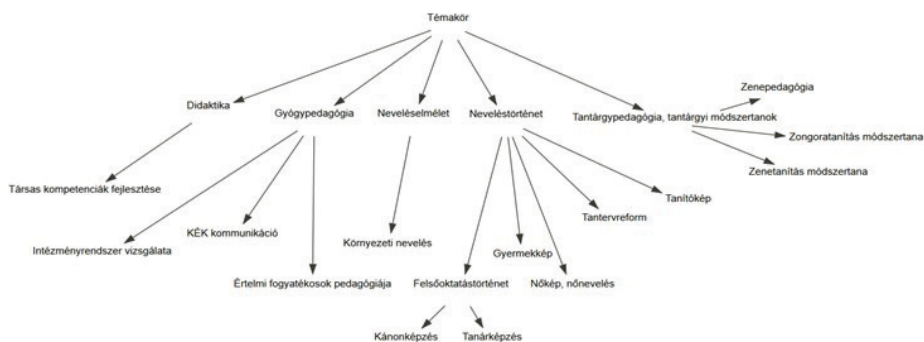 Témakör
Zenepedagógia
Didaktika
Gyógypedagógia
Neveléselmélet
Neveléstörténet
Tantárgypedagógia, tantárgyi módszertanok
Zongoratanítás módszertana
Zenetanítás módszertana
Társas kompetenciák fejlesztése
Tanítókép
Tantervreform
KÉK kommunikáció
Környezeti nevelés
Intézményrendszer vizsgálata
Gyermekkép
Értelmi fogyatékosok pedagógiája
Felsőoktatástörténet
Nőkép, nőnevelés
Kánonképzés
Tanárképzés